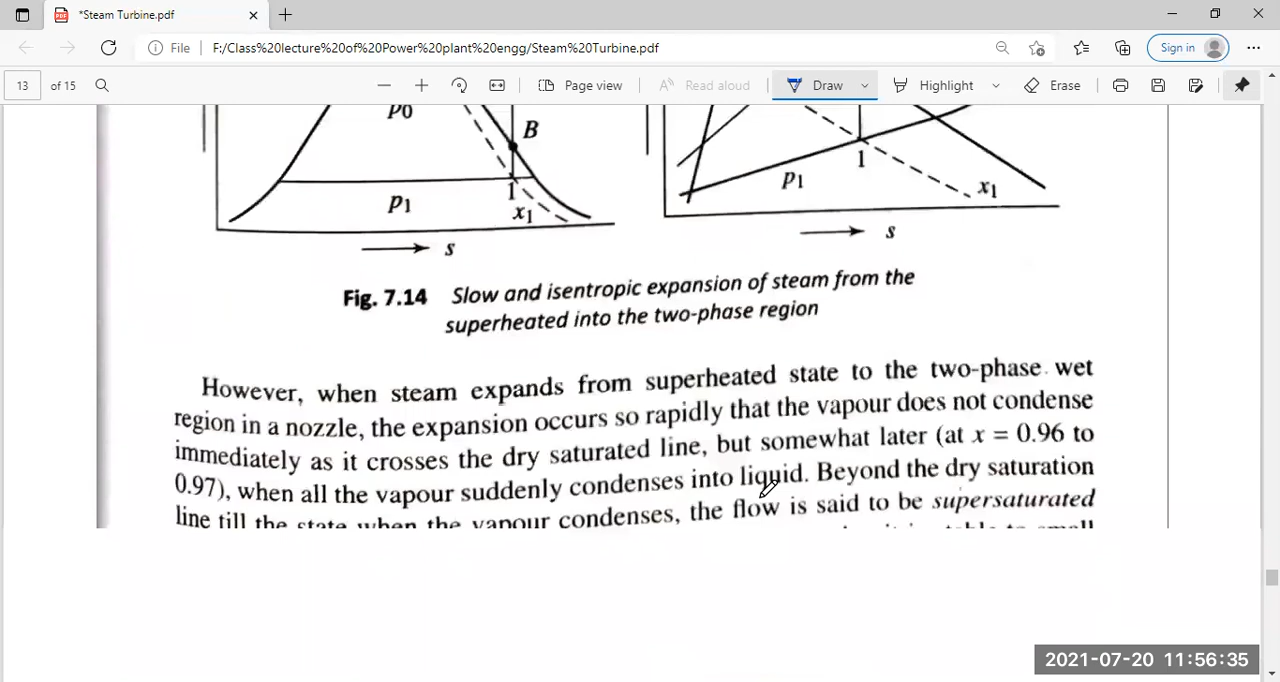 *Steam Turbine.pdf
File F:/Class%20lecture%20of%20Power%20plant%20engg/Steam%20Turbine.pdf Sign in
13 of 15 Page view Read aloud Draw Highlight Erase
P0
B
1
P1
x1
s
1
P1
x1
s
Fig. 7.14 Slow and isentropic expansion of steam from the
superheated into the two-phase region
However, when steam expands from superheated state to the two-phase wet
region in a nozzle, the expansion occurs so rapidly that the vapour does not condense
immediately as it crosses the dry saturated line, but somewhat later (at x = 0.96 to
0.97), when all the vapour suddenly condenses into liquid. Beyond the dry saturation
line till the state when the vapour condenses, the flow is said to be supersaturated
2021-07-20 11:56:35